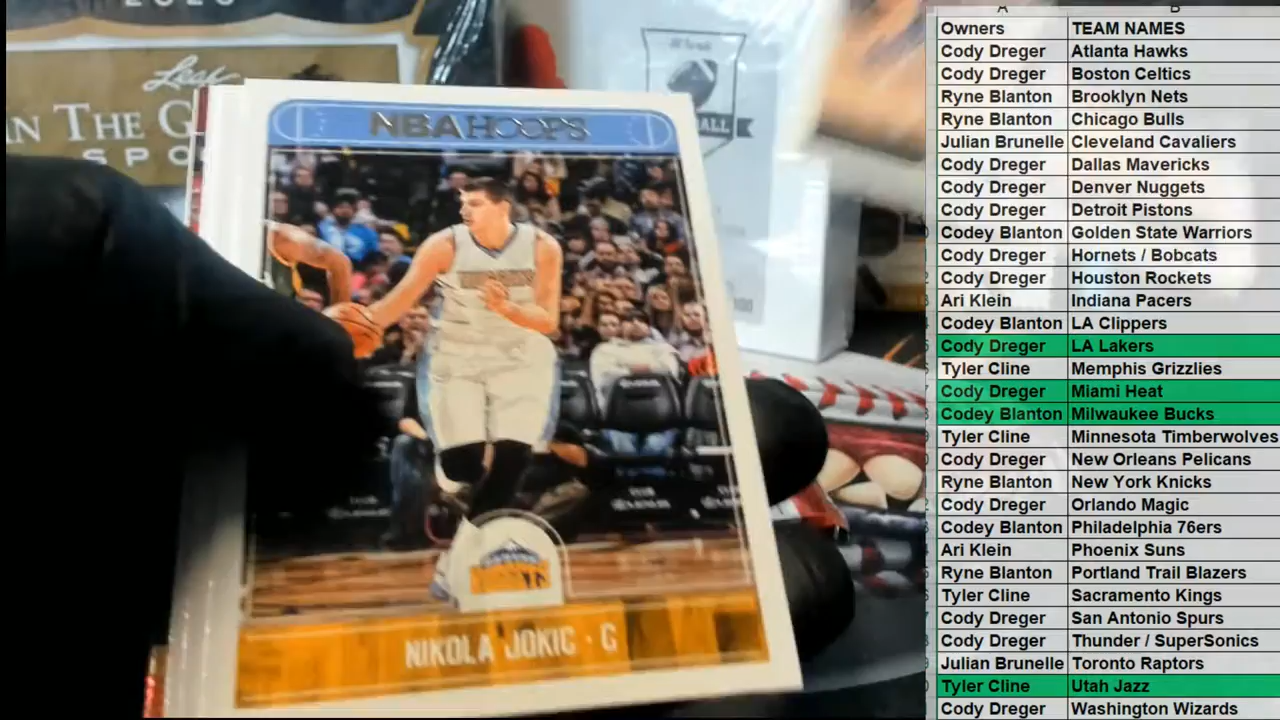 Leaf
IN THE G
SPO
BALL
NBA HOOPS
NIKOLA JOKIC · C
A B
Owners TEAM NAMES
Cody Dreger Atlanta Hawks
Cody Dreger Boston Celtics
Ryne Blanton Brooklyn Nets
Ryne Blanton Chicago Bulls
Julian Brunelle Cleveland Cavaliers
Cody Dreger Dallas Mavericks
Cody Dreger Denver Nuggets
Cody Dreger Detroit Pistons
Codey Blanton Golden State Warriors
Cody Dreger Hornets / Bobcats
Cody Dreger Houston Rockets
Ari Klein Indiana Pacers
Codey Blanton LA Clippers
Cody Dreger LA Lakers
Tyler Cline Memphis Grizzlies
Cody Dreger Miami Heat
Codey Blanton Milwaukee Bucks
Tyler Cline Minnesota Timberwolves
Cody Dreger New Orleans Pelicans
Ryne Blanton New York Knicks
Cody Dreger Orlando Magic
Codey Blanton Philadelphia 76ers
Ari Klein Phoenix Suns
Ryne Blanton Portland Trail Blazers
Tyler Cline Sacramento Kings
Cody Dreger San Antonio Spurs
Cody Dreger Thunder / SuperSonics
Julian Brunelle Toronto Raptors
Tyler Cline Utah Jazz
Cody Dreger Washington Wizards